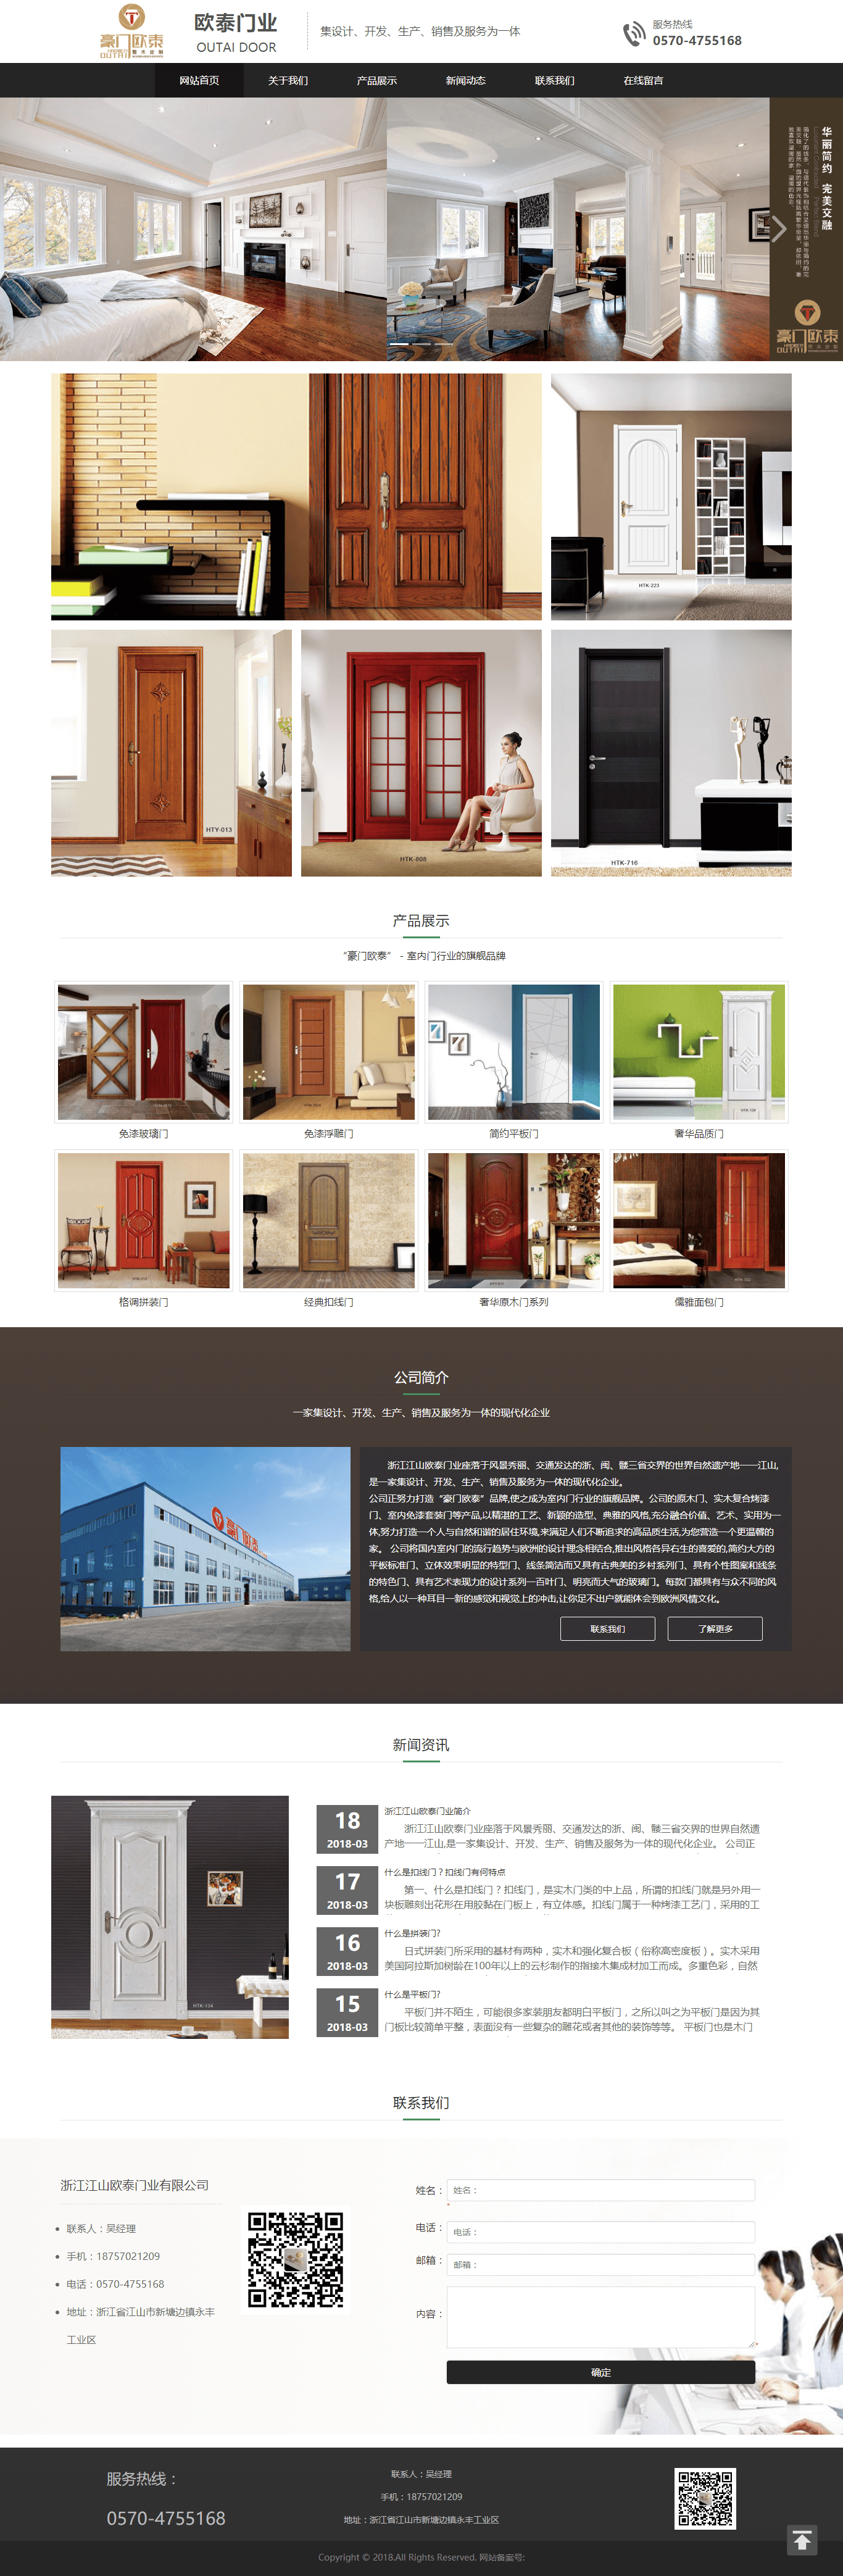 豪门欧泰
OUTAI
整木定制
欧泰门业
OUTAI DOOR
集设计、开发、生产、销售及服务为一体
服务热线
0570-4755168
网站首页
关于我们
产品展示
新闻动态
联系我们
在线留言
华丽简约 完美交融
豪门欧泰
OUTAI
HTK-223
HTY-013
HTK-808
HTK-716
产品展示
“豪门欧泰” - 室内门行业的旗舰品牌
免漆玻璃门
免漆浮雕门
简约平板门
奢华品质门
格调拼装门
经典扣线门
奢华原木门系列
儒雅面包门
公司简介
一家集设计、开发、生产、销售及服务为一体的现代化企业
豪门欧泰
浙江江山欧泰门业座落于风景秀丽、交通发达的浙、闽、赣三省交界的世界自然遗产地——江山,
是一家集设计、开发、生产、销售及服务为一体的现代化企业。
公司正努力打造“豪门欧泰”品牌,使之成为室内门行业的旗舰品牌。公司的原木门、实木复合烤漆
门、室内免漆套装门等产品,以精湛的工艺、新颖的造型、典雅的风格,充分融合价值、艺术、实用为一
体,努力打造一个人与自然和谐的居住环境,来满足人们不断追求的高品质生活,为您营造一个更温馨的
家。 公司将国内室内门的流行趋势与欧洲的设计理念相结合,推出风格各异右生的喜爱的,简约大方的
平板标准门、立体效果明显的特型门、线条简洁而又具有古典美的乡村系列门、具有个性图案和线条
的特色门、具有艺术表现力的设计系列一百叶门、明亮而大气的玻璃门。每款门都具有与众不同的风
格,给人以一种耳目一新的感觉和视觉上的冲击,让你足不出户就能体会到欧洲风情文化。
联系我们
了解更多
新闻资讯
HTK-134
18
2018-03
浙江江山欧泰门业简介
浙江江山欧泰门业座落于风景秀丽、交通发达的浙、闽、赣三省交界的世界自然遗
产地——江山,是一家集设计、开发、生产、销售及服务为一体的现代化企业。 公司正
17
2018-03
什么是扣线门？扣线门有何特点
第一、什么是扣线门？扣线门，是实木门类的中上品，所谓的扣线门就是另外用一
块板雕刻出花形在用胶黏在门板上，有立体感。扣线门属于一种烤漆工艺门，采用的工
16
2018-03
什么是拼装门?
日式拼装门所采用的基材有两种，实木和强化复合板（俗称高密度板）。实木采用
美国阿拉斯加树龄在100年以上的云杉制作的指接木集成材加工而成。多重色彩，自然
15
2018-03
什么是平板门?
平板门并不陌生，可能很多家装朋友都明白平板门，之所以叫之为平板门是因为其
门板比较简单平整，表面没有一些复杂的雕花或者其他的装饰等等。 平板门也是木门
联系我们
浙江江山欧泰门业有限公司
联系人：吴经理
手机：18757021209
电话：0570-4755168
地址：浙江省江山市新塘边镇永丰
工业区
姓名：
姓名：
*
电话：
电话：
邮箱：
邮箱：
内容：
*
确定
服务热线：
0570-4755168
联系人：吴经理
手机：18757021209
地址：浙江省江山市新塘边镇永丰工业区
Copyright © 2018.All Rights Reserved. 网站备案号: